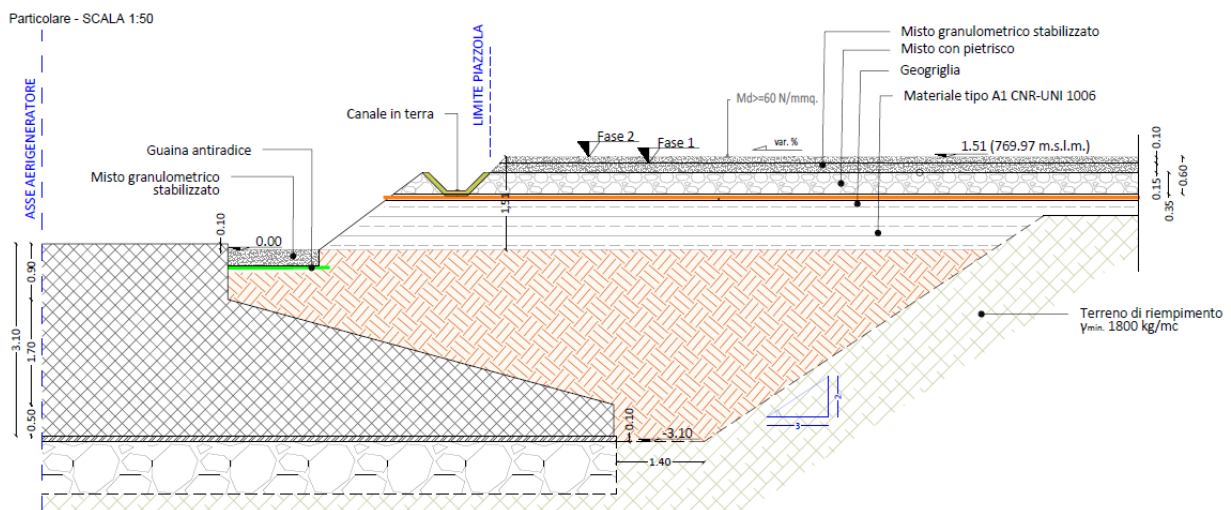 Particolare - SCALA 1:50
ASSE AERIGENERATORE
LIMITE PIAZZOLA
Misto granulometrico stabilizzato
Misto con pietrisco
Geogriglia
Materiale tipo A1 CNR-UNI 1006
Md>=60 N/mmq.
Canale in terra
Guaina antiradice
Misto granulometrico
stabilizzato
Fase 2
Fase 1
var. %
1.51 (769.97 m.s.l.m.)
0.10
0.15
0.60
0.35
1,51
0.10
0.00
0.90
3.10
1.70
0.50
0.10
-3.10
1.40
2
3
Terreno di riempimento
γmin. 1800 kg/mc